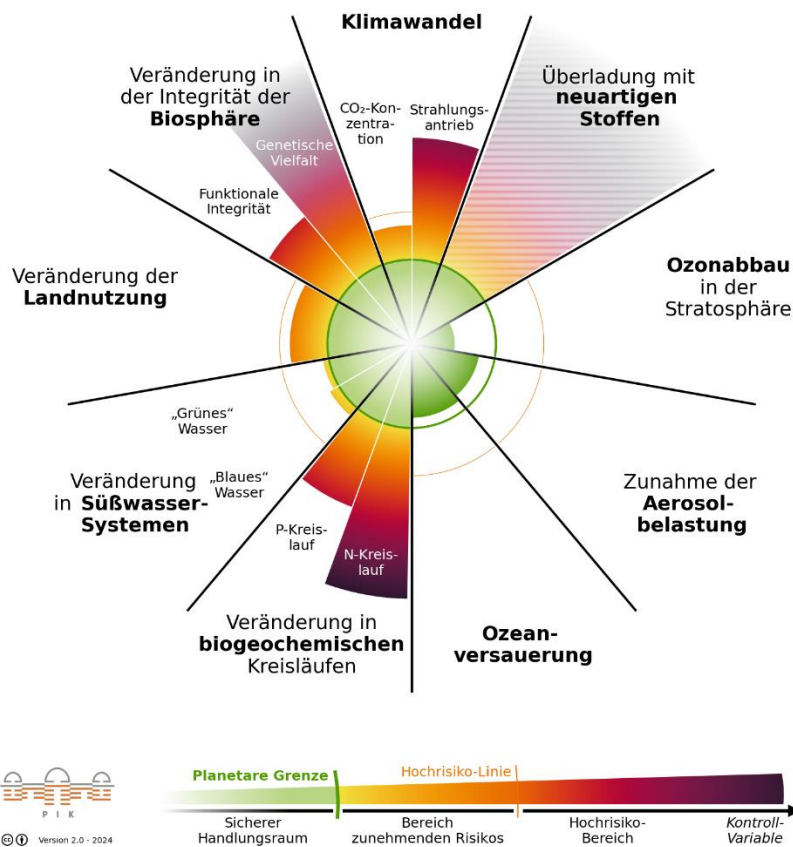 Klimawandel
Veränderung in
der Integrität der
Biosphäre
CO₂-Kon-
zentra-
tion
Strahlungs-
antrieb
Überladung mit
neuartigen
Stoffen
Genetische
Vielfalt
Funktionale
Integrität
Veränderung der
Landnutzung
Ozonabbau
in der
Stratosphäre
„Grünes“
Wasser
Veränderung
in Süßwasser-
Systemen
„Blaues“
Wasser
Zunahme der
Aerosol-
belastung
P-Kreis-
lauf
N-Kreis-
lauf
Veränderung in
biogeochemischen
Kreisläufen
Ozean-
versauerung
Planetare Grenze
Hochrisiko-Linie
Sicherer
Handlungsraum
Bereich
zunehmenden Risikos
Hochrisiko-
Bereich
Kontroll-
Variable
PIK
cc Version 2.0 - 2024